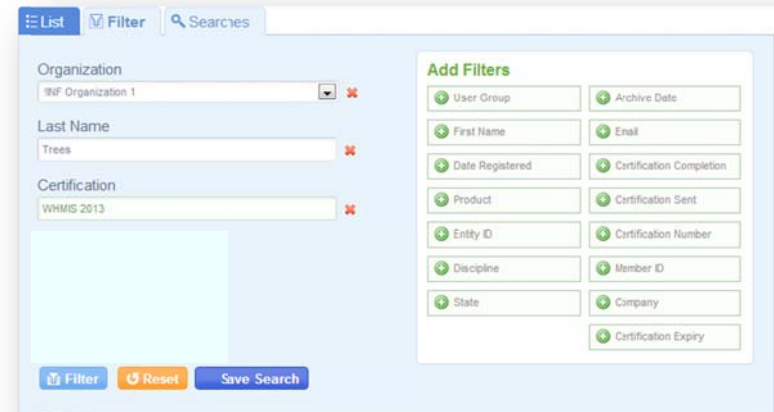 List Filter Searches
Organization
!INF Organization 1
Last Name
Trees
Certification
WHMIS 2013
Filter Reset Save Search
Add Filters
User Group Archive Date
First Name Email
Date Registered Certification Completion
Product Certification Sent
Entity ID Certification Number
Discipline Member ID
State Company
Certification Expiry